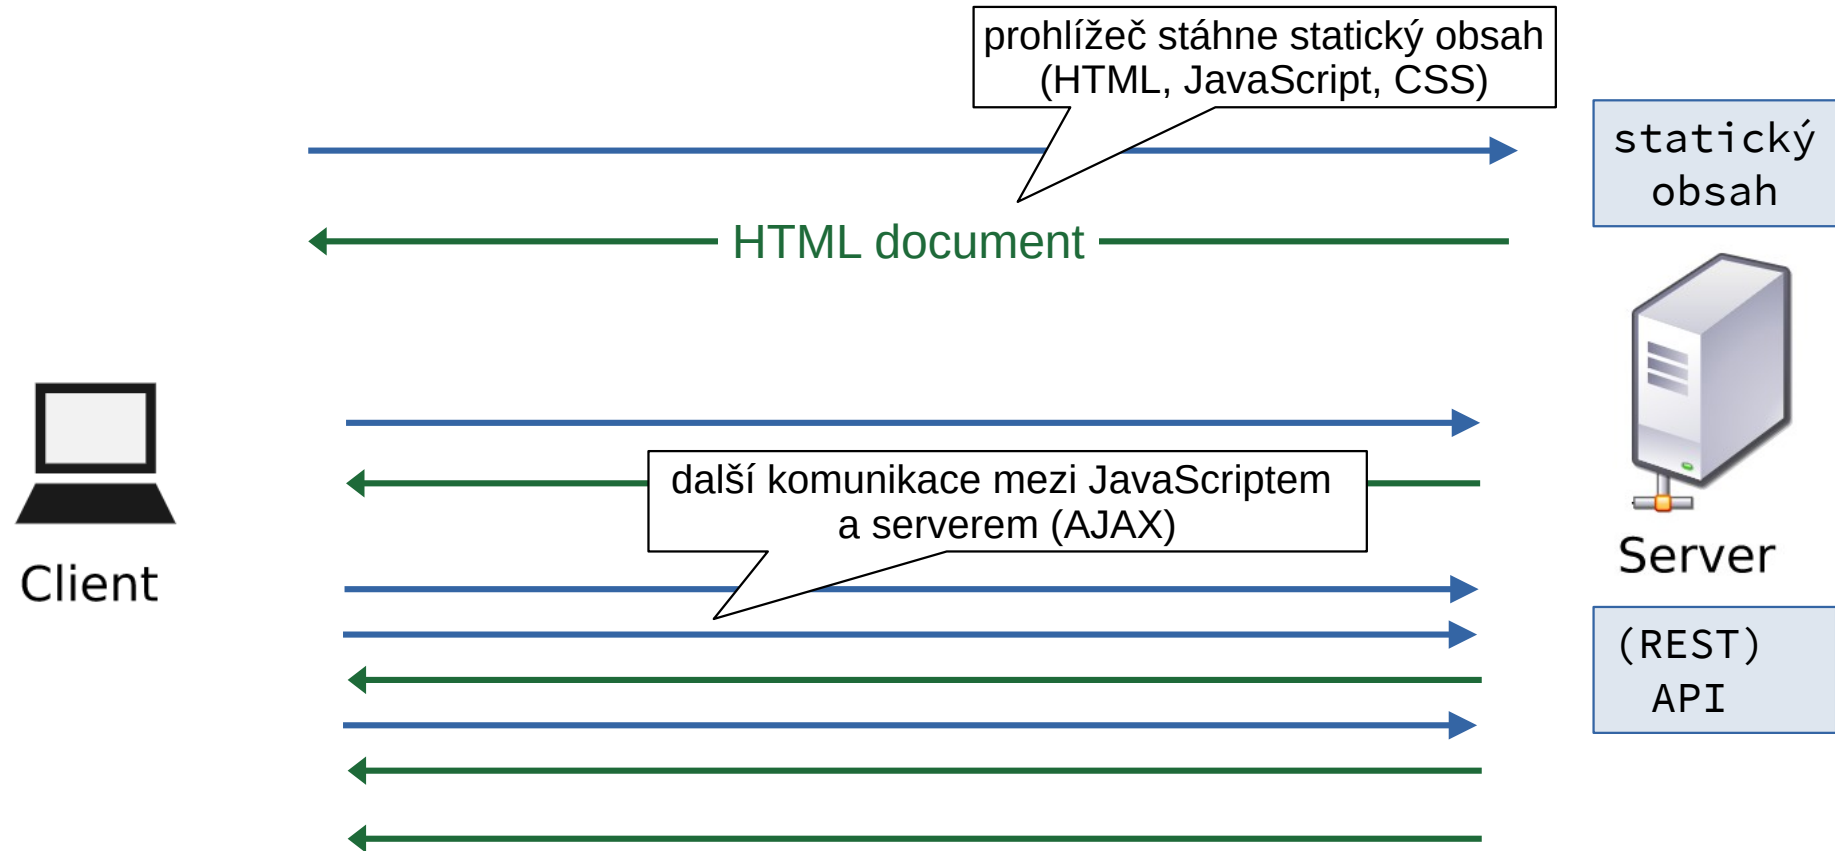 prohlížeč stáhne statický obsah
(HTML, JavaScript, CSS)
statický
obsah
HTML document
další komunikace mezi JavaScriptem
a serverem (AJAX)
Client
Server
(REST)
API